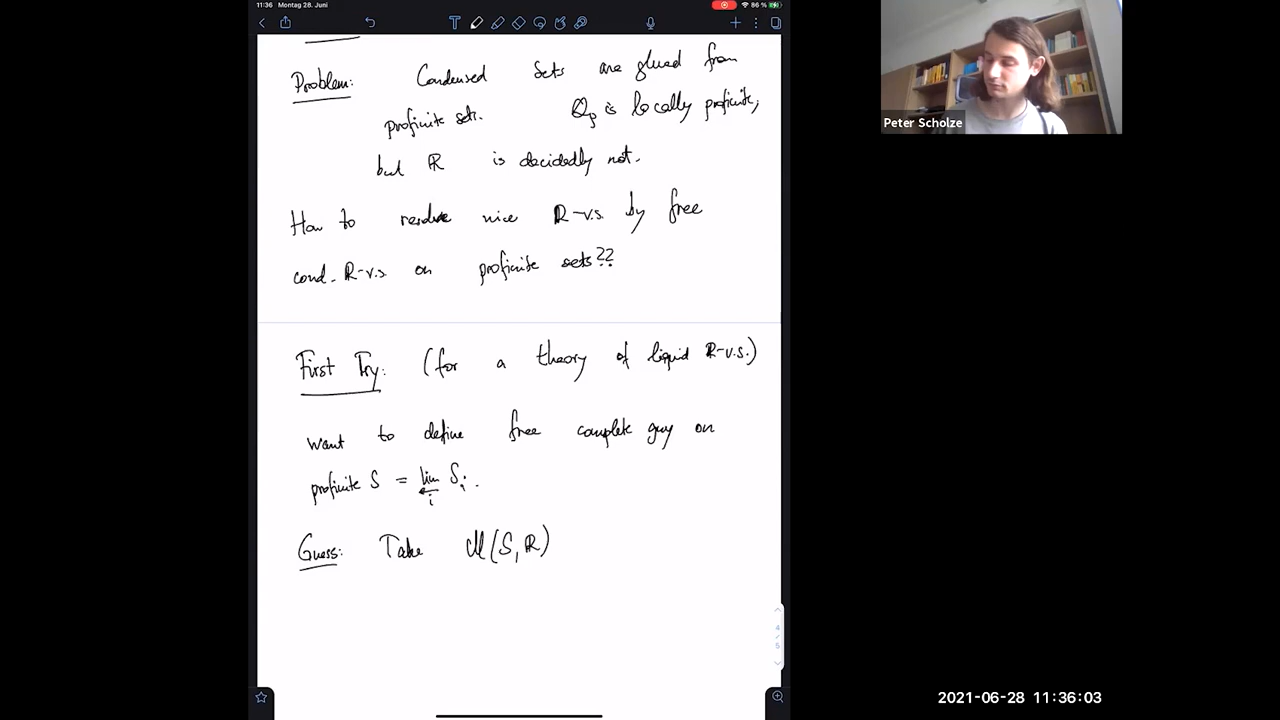 11:36 Montag 28. Juni
86 %
Problem: Condensed sets are glued from
profinite sets. ℚₚ is locally profinite,
but ℝ is decidedly not.
How to resolve nice ℝ-v.s. by free
cond. ℝ-v.s. on profinite sets??
First Try: (for a theory of liquid ℝ-v.s.)
want to define free complete guy on
profinite S = lim Sᵢ.
←
i
Guess: Take ℳ(S, ℝ)
4
/
5
Peter Scholze
2021-06-28 11:36:03